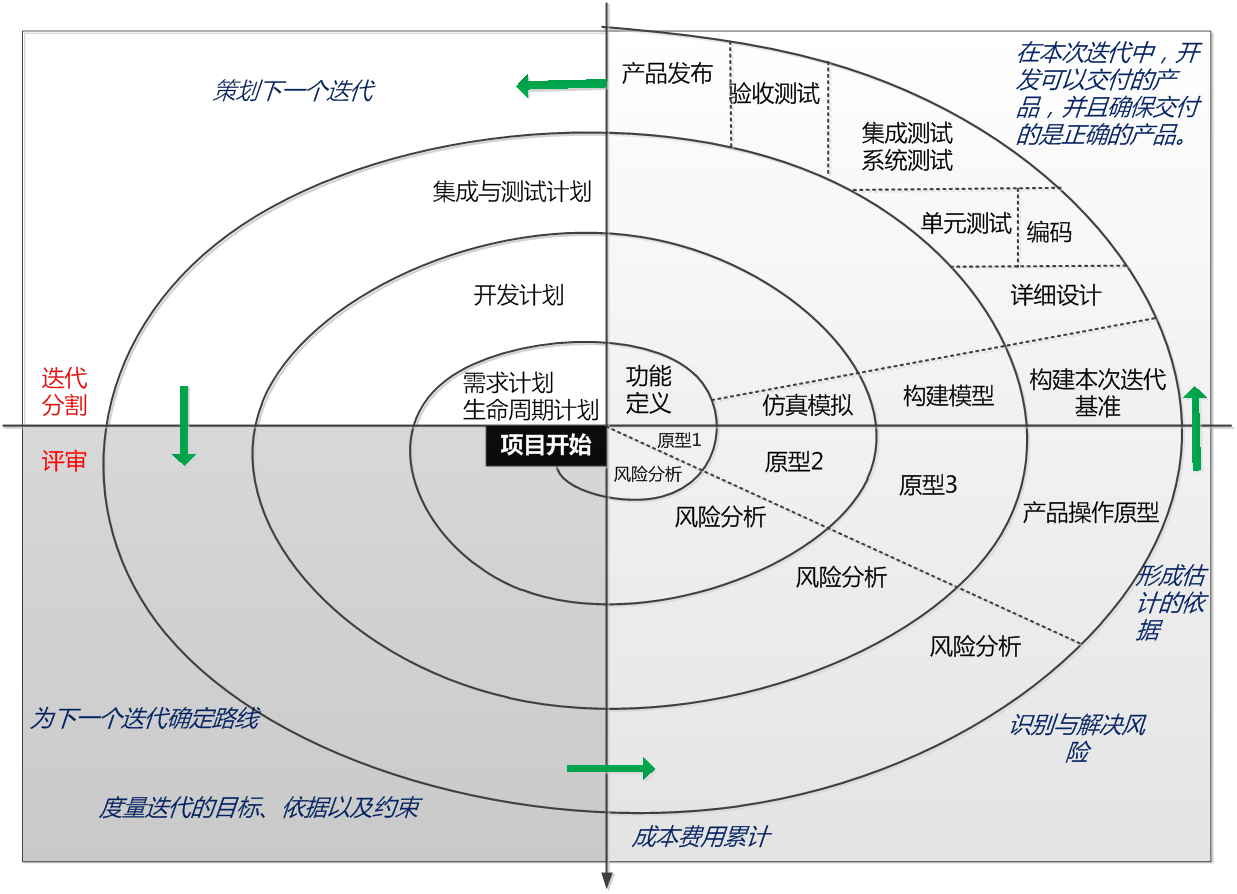 策划下一个迭代
产品发布
验收测试
集成测试
系统测试
在本次迭代中，开
发可以交付的产
品，并且确保交付
的是正确的产品。
集成与测试计划
单元测试
编码
开发计划
详细设计
迭代
分割
需求计划
生命周期计划
功能
定义
仿真模拟
构建模型
构建本次迭代
基准
评审
项目开始
原型1
风险分析
原型2
原型3
产品操作原型
风险分析
风险分析
风险分析
形成估
计的依
据
为下一个迭代确定路线
识别与解决风
险
度量迭代的目标、依据以及约束
成本费用累计